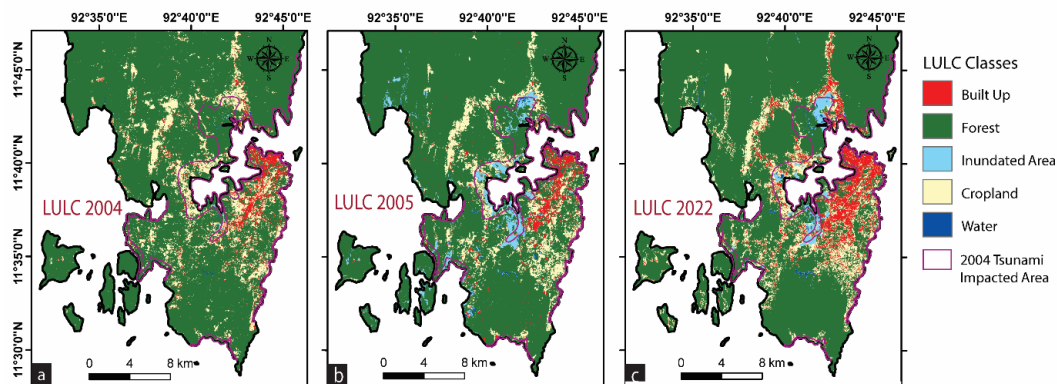 92°35'0"E 92°40'0"E 92°45'0"E
92°35'0"E 92°40'0"E 92°45'0"E
92°35'0"E 92°40'0"E 92°45'0"E
11°45'0"N
11°40'0"N
11°35'0"N
11°30'0"N
N
W E
S
LULC 2004
0 4 8 km
a
N
W E
S
LULC 2005
0 4 8 km
b
N
W E
S
LULC 2022
0 4 8 km
c
LULC Classes
Built Up
Forest
Inundated Area
Cropland
Water
2004 Tsunami
Impacted Area